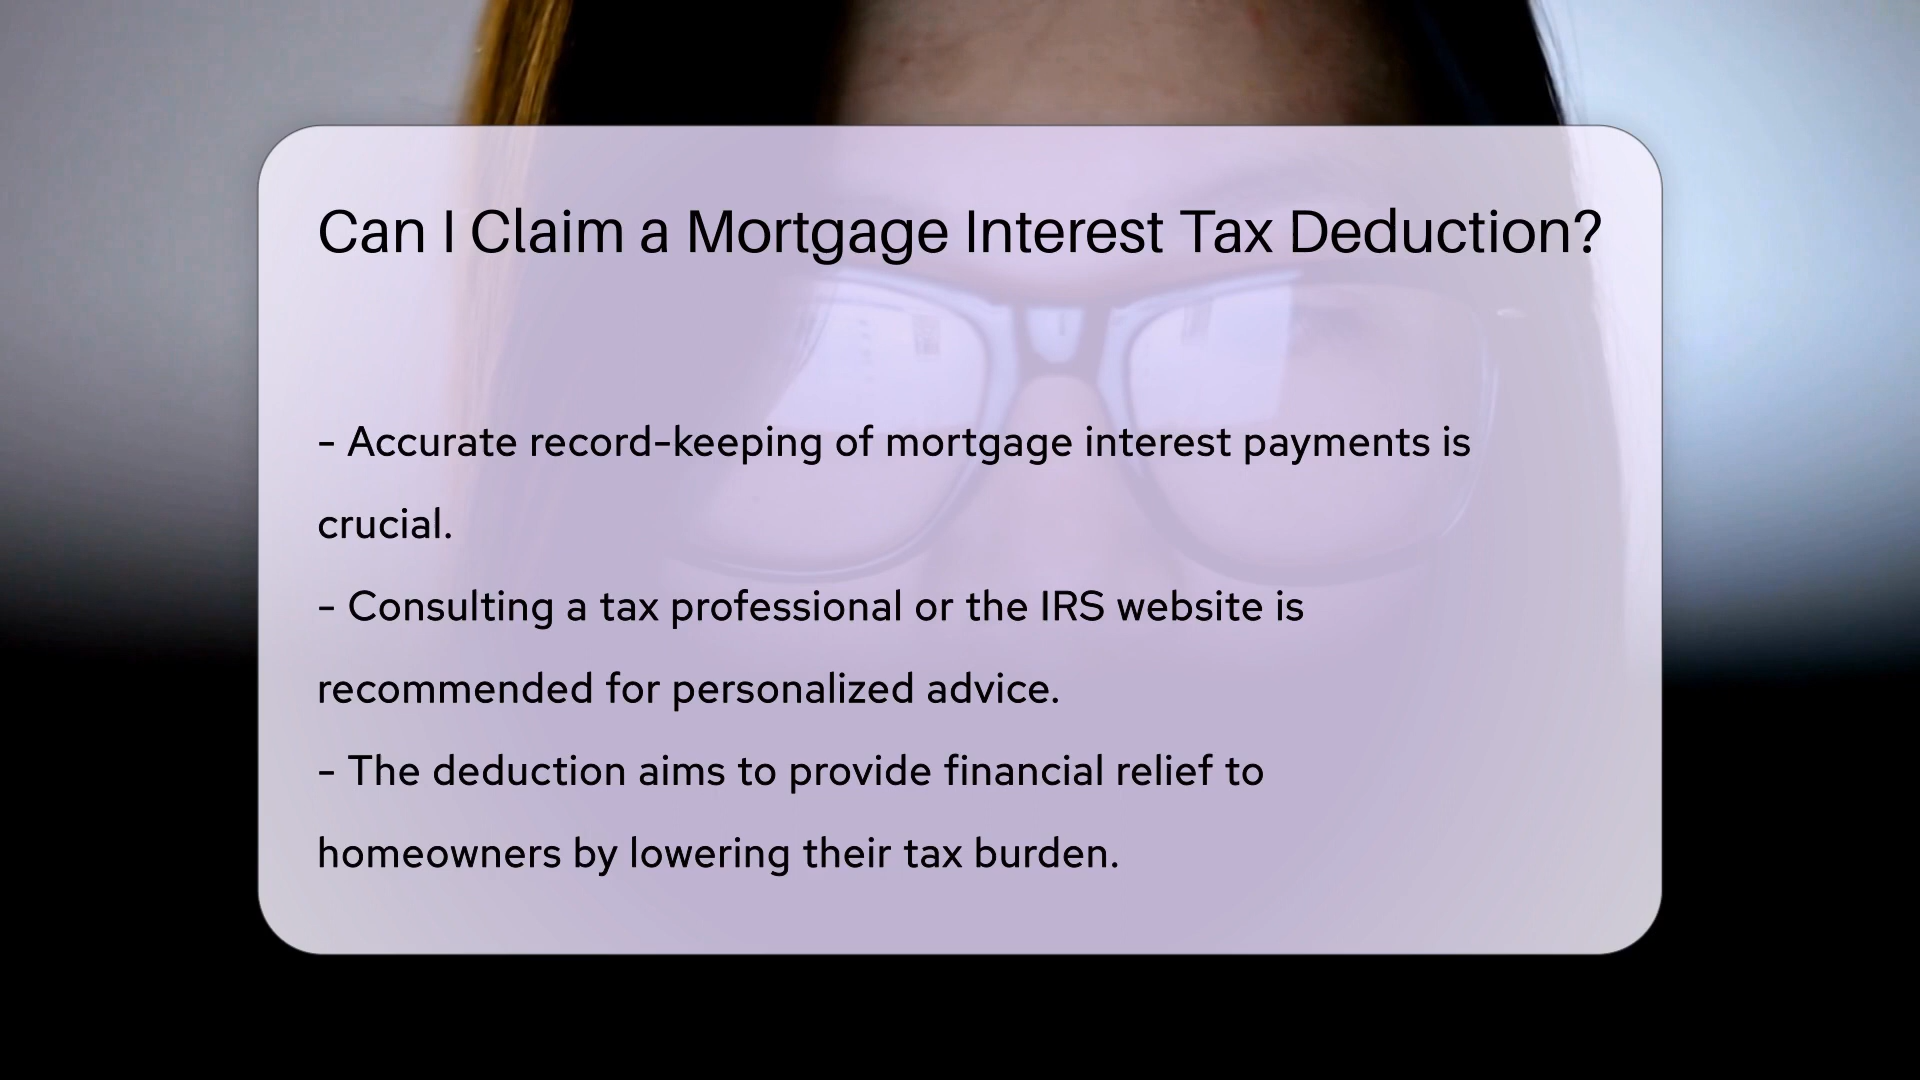 Can I Claim a Mortgage Interest Tax Deduction?
- Accurate record-keeping of mortgage interest payments is
crucial.
- Consulting a tax professional or the IRS website is
recommended for personalized advice.
- The deduction aims to provide financial relief to
homeowners by lowering their tax burden.